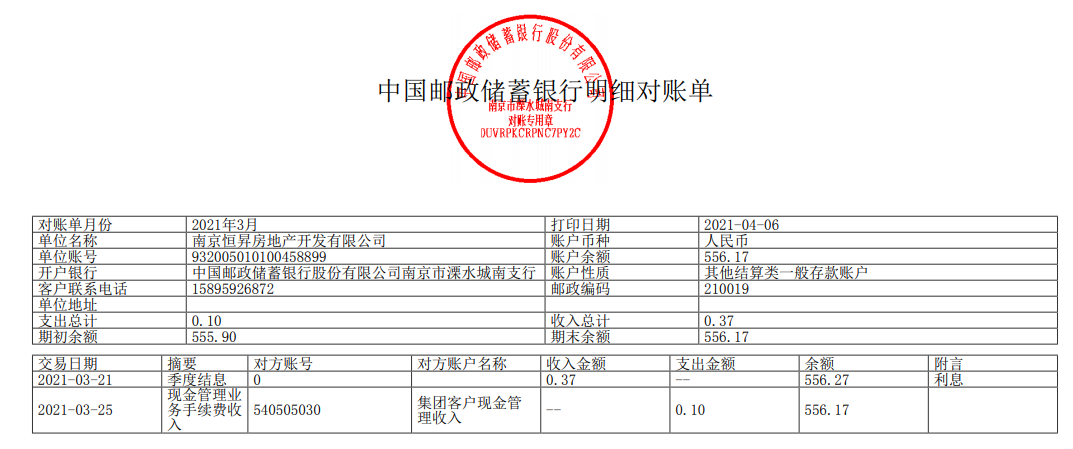 中国邮政储蓄银行股份有限公司
中国邮政储蓄银行明细对账单
南京市溧水城南支行
对账专用章
DUVRPKCRPNC7PY2C
对账单月份 2021年3月 打印日期 2021-04-06
单位名称 南京恒昇房地产开发有限公司 账户币种 人民币
单位账号 932005010100458899 账户余额 556.17
开户银行 中国邮政储蓄银行股份有限公司南京市溧水城南支行 账户性质 其他结算类一般存款账户
客户联系电话 15895926872 邮政编码 210019
单位地址
支出总计 0.10 收入总计 0.37
期初余额 555.90 期末余额 556.17
交易日期 摘要 对方账号 对方账户名称 收入金额 支出金额 余额 附言
2021-03-21 季度结息 0 0.37 -- 556.27 利息
2021-03-25 现金管理业务手续费收入 540505030 集团客户现金管理收入 -- 0.10 556.17